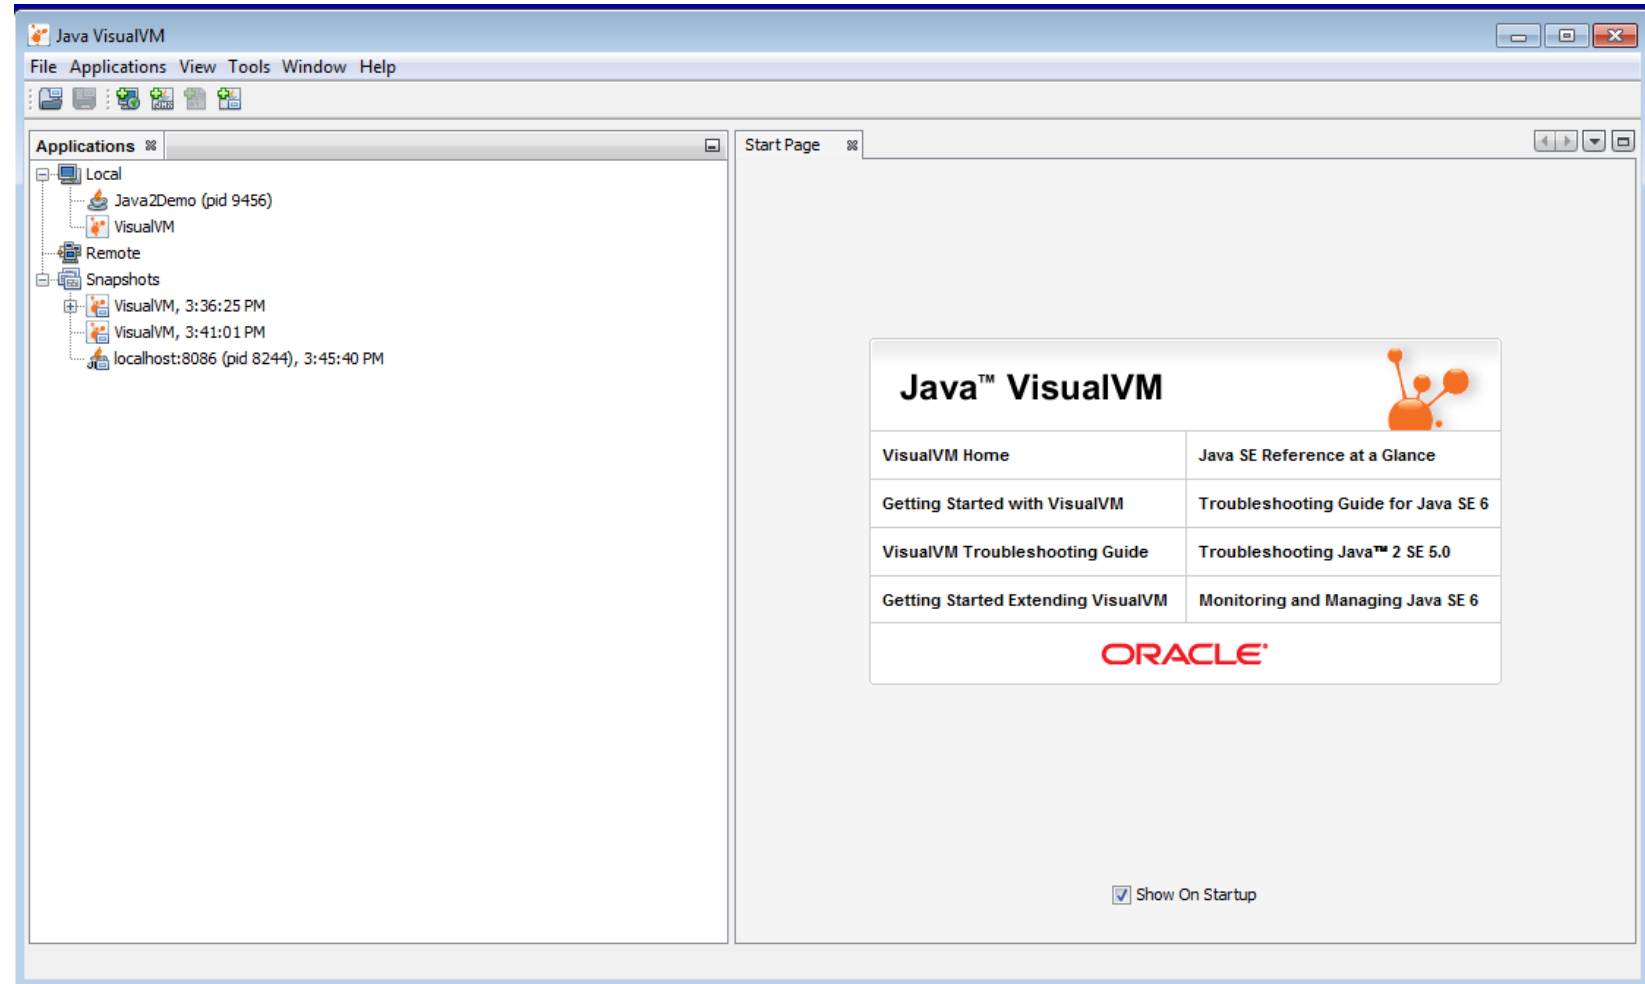 Java VisualVM
File Applications View Tools Window Help
Applications
Local
Java2Demo (pid 9456)
VisualVM
Remote
Snapshots
VisualVM, 3:36:25 PM
VisualVM, 3:41:01 PM
localhost:8086 (pid 8244), 3:45:40 PM
Start Page
Java™ VisualVM
VisualVM Home
Java SE Reference at a Glance
Getting Started with VisualVM
Troubleshooting Guide for Java SE 6
VisualVM Troubleshooting Guide
Troubleshooting Java™ 2 SE 5.0
Getting Started Extending VisualVM
Monitoring and Managing Java SE 6
ORACLE
Show On Startup